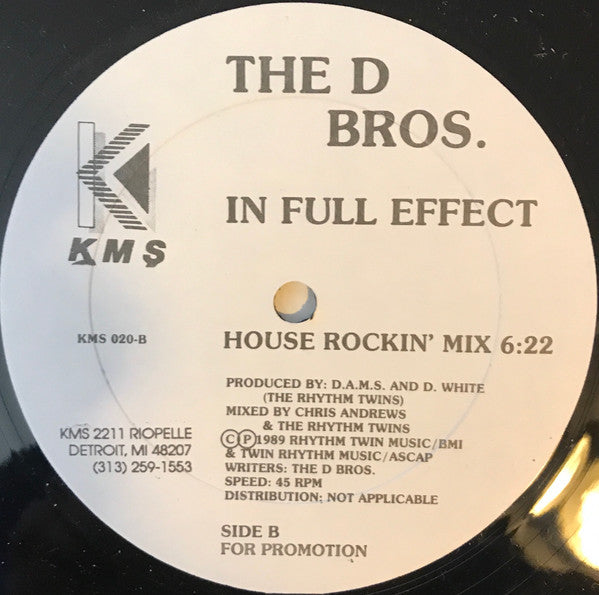 THE D
BROS.
IN FULL EFFECT
K
KMS
KMS 020-B
HOUSE ROCKIN' MIX 6:22
PRODUCED BY: D.A.M.S. AND D. WHITE
(THE RHYTHM TWINS)
MIXED BY CHRIS ANDREWS
& THE RHYTHM TWINS
©℗1989 RHYTHM TWIN MUSIC/BMI
& TWIN RHYTHM MUSIC/ASCAP
WRITERS: THE D BROS.
SPEED: 45 RPM
DISTRIBUTION: NOT APPLICABLE
KMS 2211 RIOPELLE
DETROIT, MI 48207
(313) 259-1553
SIDE B
FOR PROMOTION